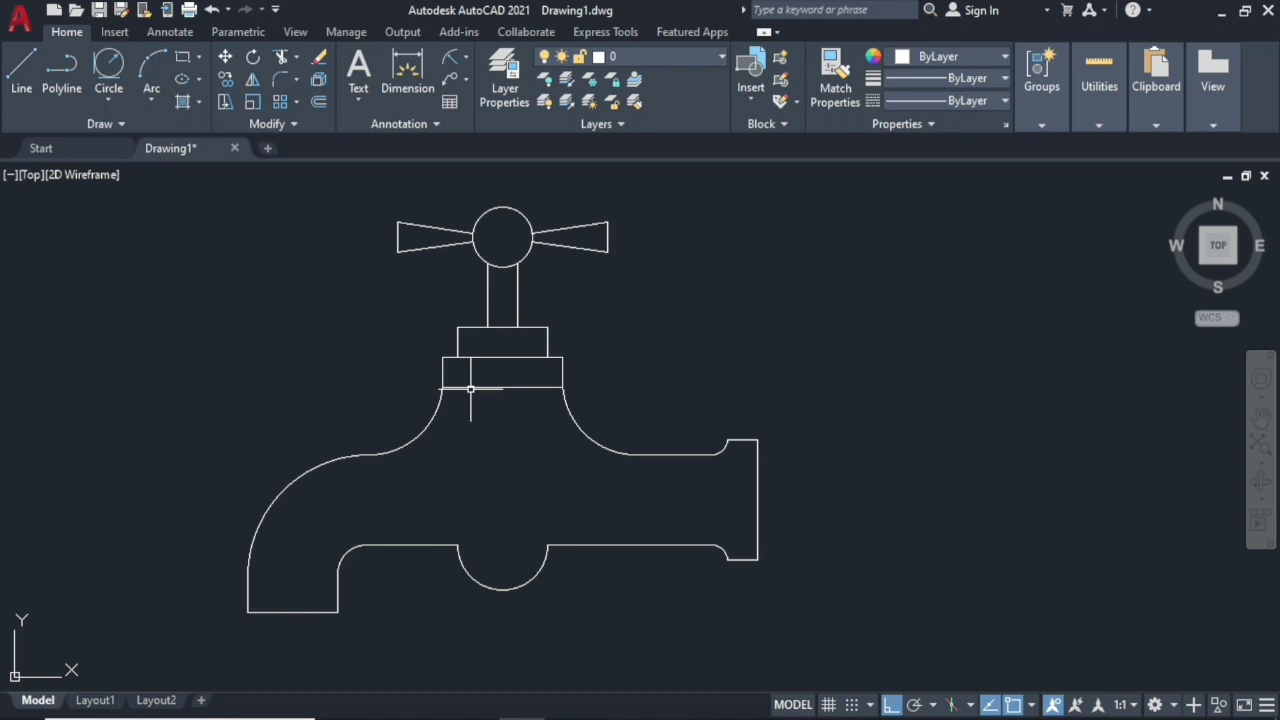 Autodesk AutoCAD 2021 Drawing1.dwg
Type a keyword or phrase
Sign In
Home Insert Annotate Parametric View Manage Output Add-ins Collaborate Express Tools Featured Apps
0
ByLayer
ByLayer
ByLayer
Line Polyline Circle Arc
Text Dimension
Layer Properties
Insert
Match Properties
Groups Utilities Clipboard View
Draw Modify Annotation Layers Block Properties
Start Drawing1*
[−][Top][2D Wireframe]
N
W TOP E
S
WCS
Y
X
Model Layout1 Layout2
MODEL 1:1